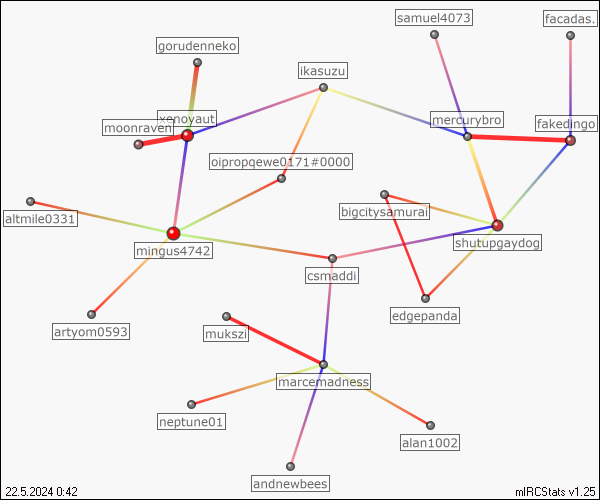 samuel4073
facadas.
gorudenneko
ikasuzu
xenoyaut
mercurybro
moonraven
fakedingo
oipropqewe0171#0000
altmile0331
bigcitysamurai
mingus4742
shutupgaydog
csmaddi
artyom0593
edgepanda
mukszi
marcemadness
neptune01
alan1002
andnewbees
22.5.2024 0:42
mIRCStats v1.25